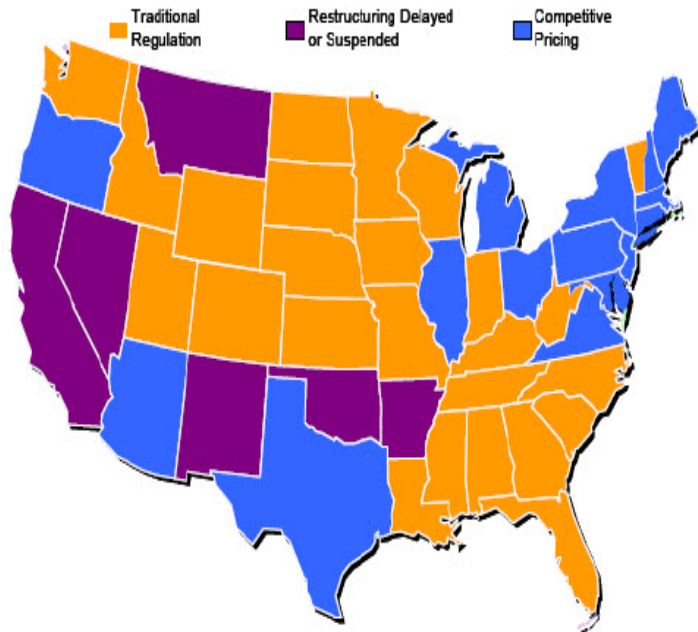 Traditional
Regulation
Restructuring Delayed
or Suspended
Competitive
Pricing